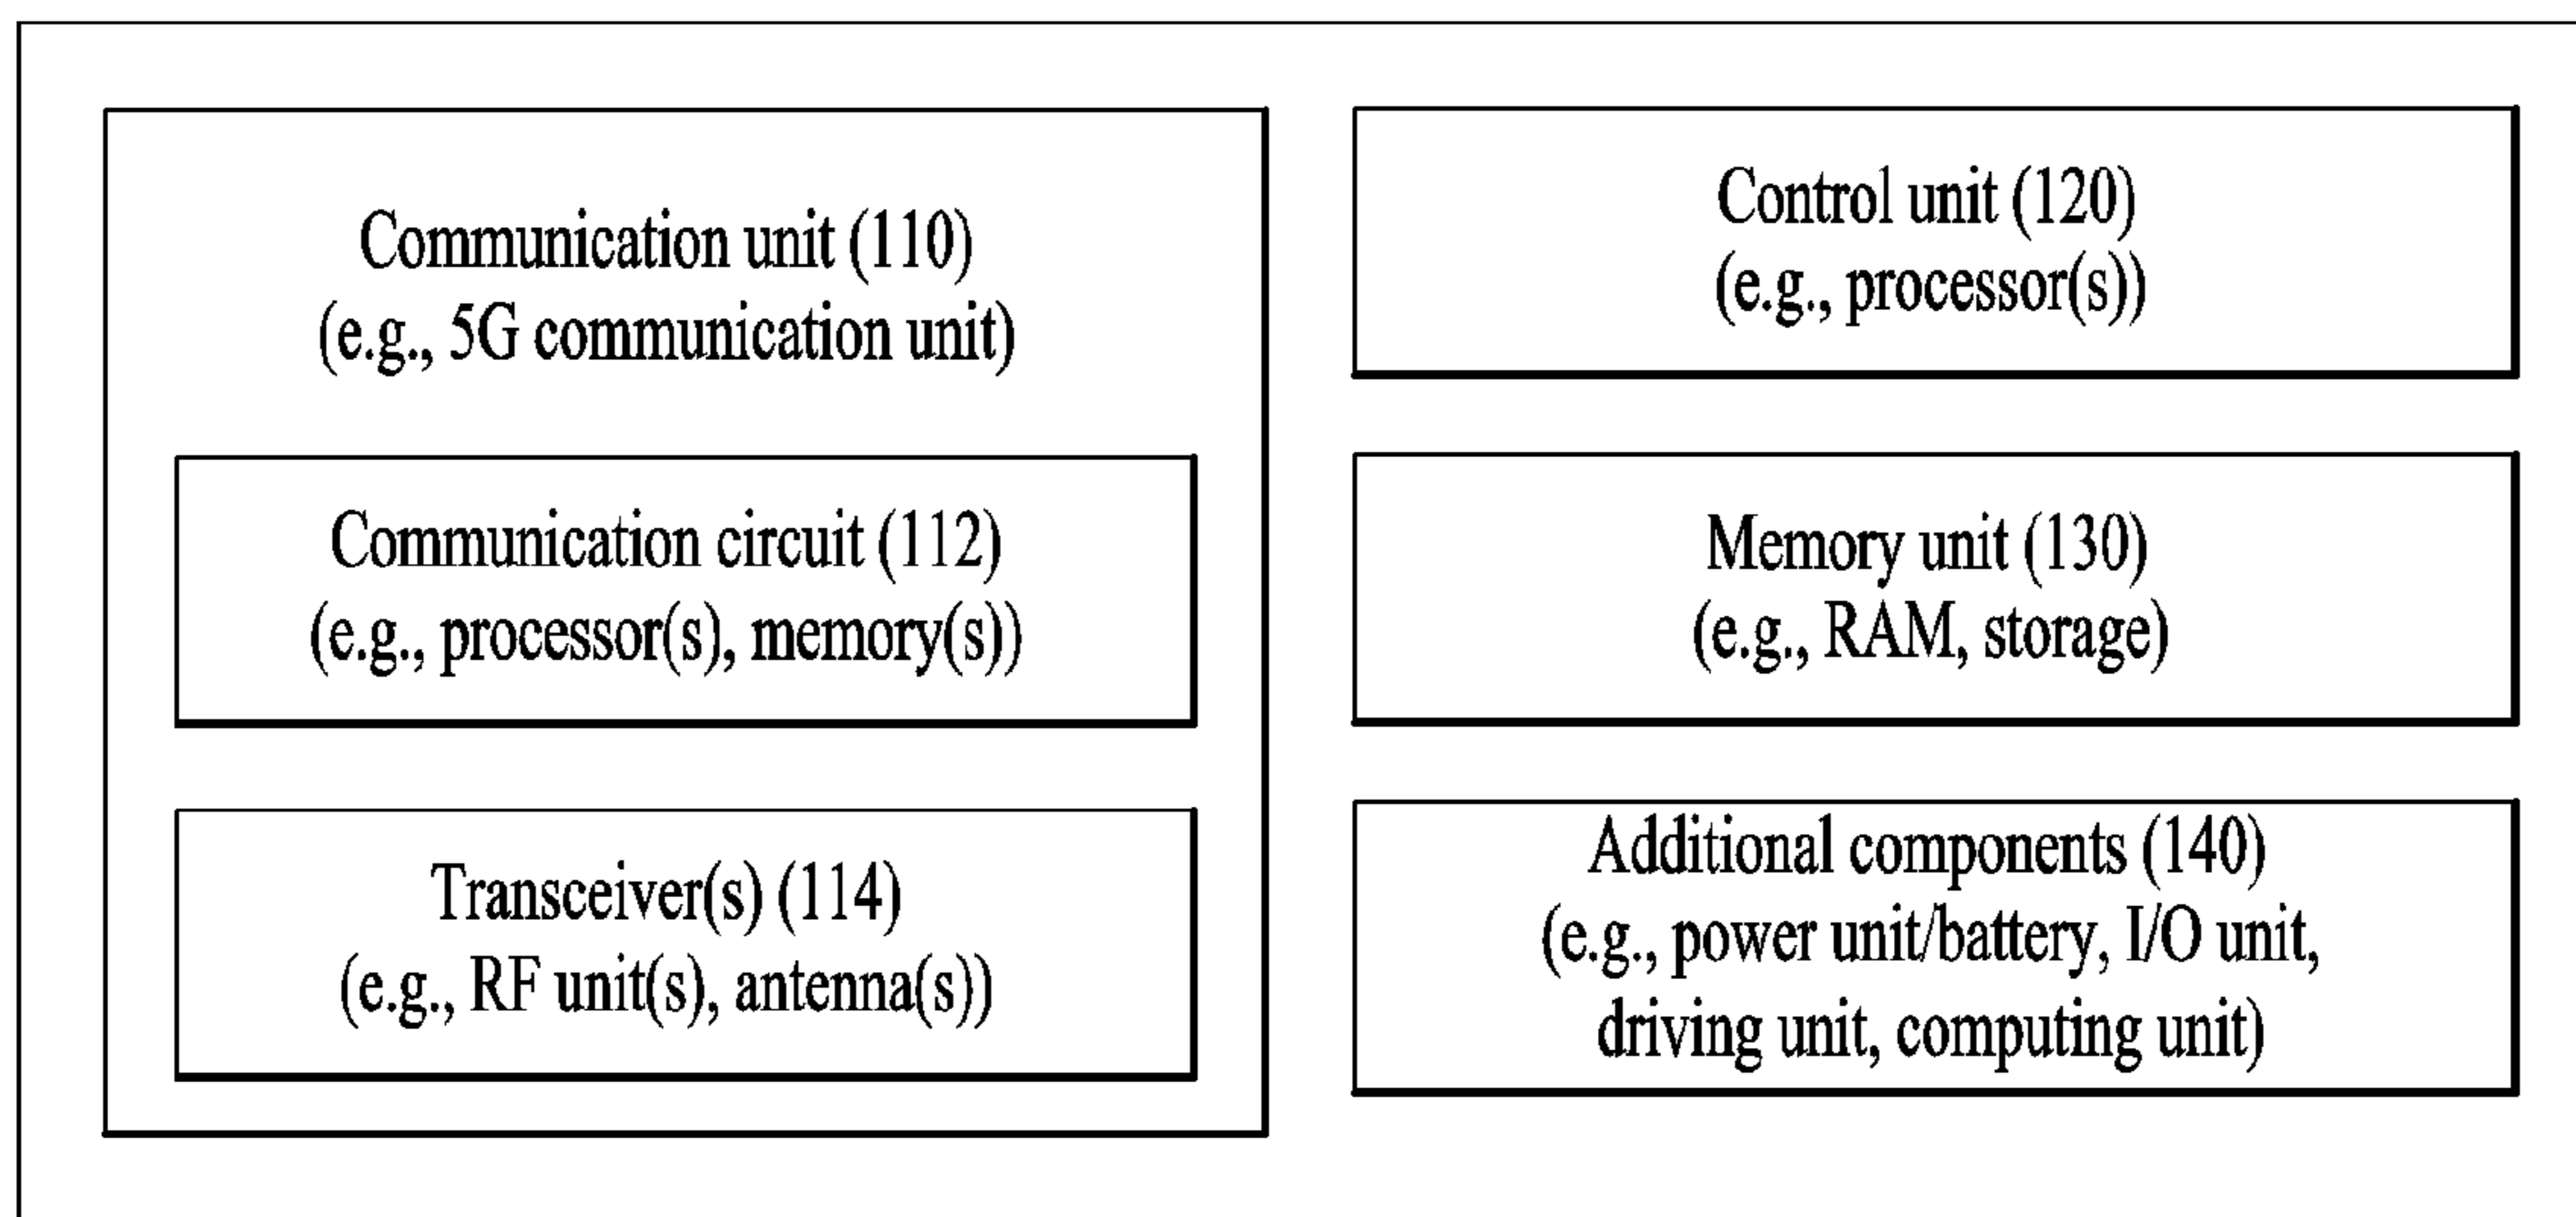 Communication unit (110)
(e.g., 5G communication unit)
Communication circuit (112)
(e.g., processor(s), memory(s))
Transceiver(s) (114)
(e.g., RF unit(s), antenna(s))
Control unit (120)
(e.g., processor(s))
Memory unit (130)
(e.g., RAM, storage)
Additional components (140)
(e.g., power unit/battery, I/O unit,
driving unit, computing unit)